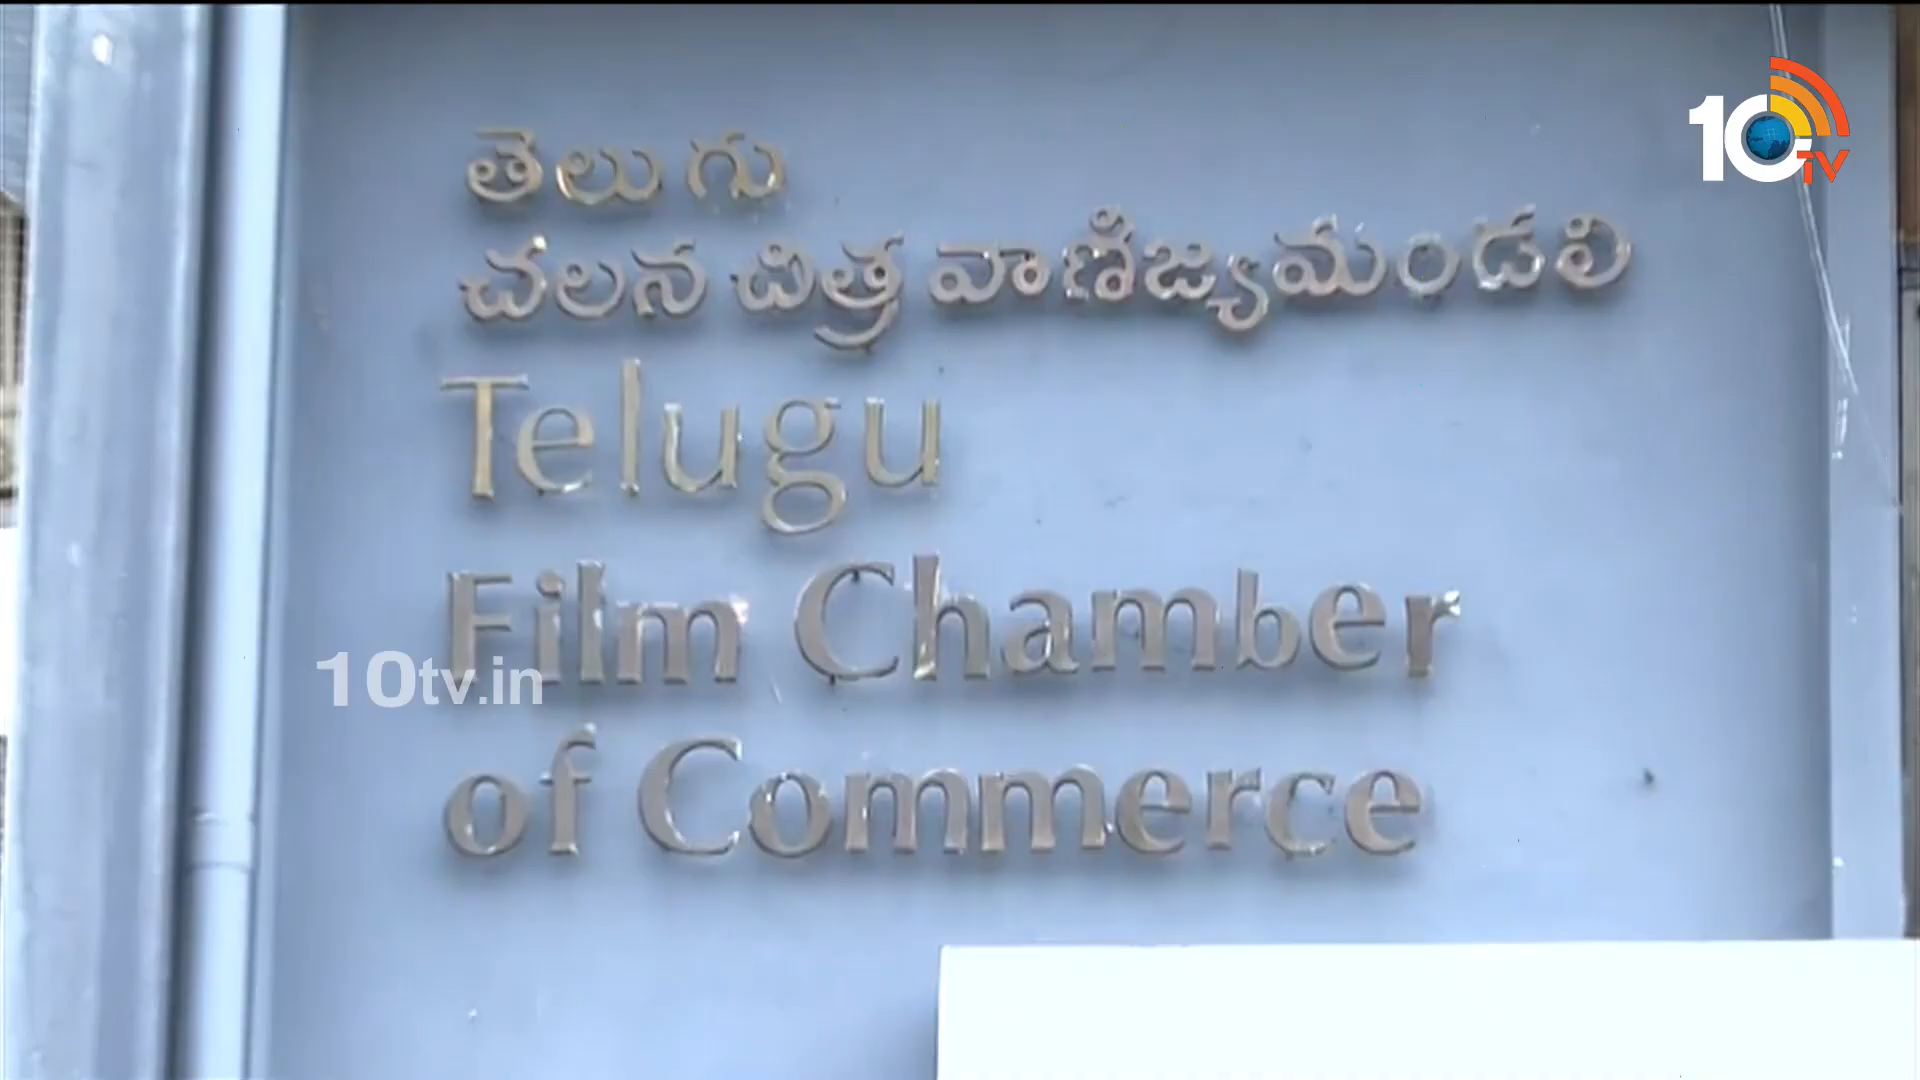 10TV
తెలుగు
చలన చిత్ర వాణిజ్యమండలి
Telugu
Film Chamber
10tv.in
of Commerce